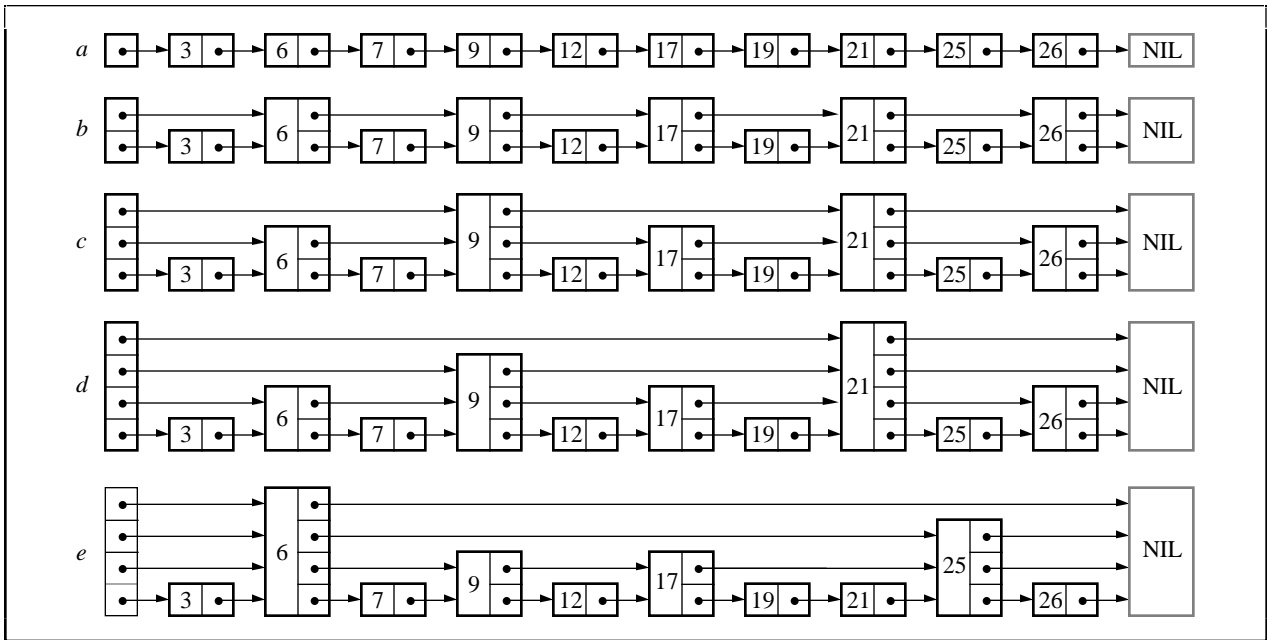 a 3 6 7 9 12 17 19 21 25 26 NIL
b 3 6 7 9 12 17 19 21 25 26 NIL
c 3 6 7 9 12 17 19 21 25 26 NIL
d 3 6 7 9 12 17 19 21 25 26 NIL
e 3 6 7 9 12 17 19 21 25 26 NIL